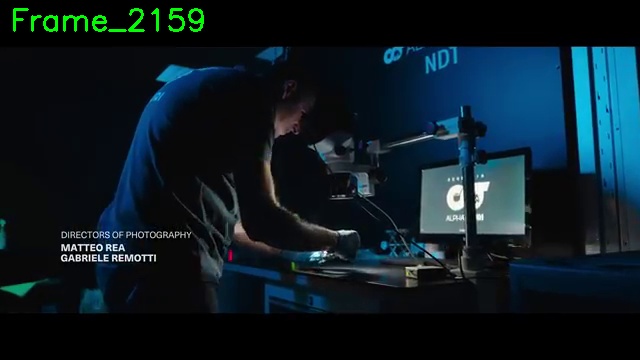 Frame_2159
NDT
DIRECTORS OF PHOTOGRAPHY
MATTEO REA
GABRIELE REMOTTI